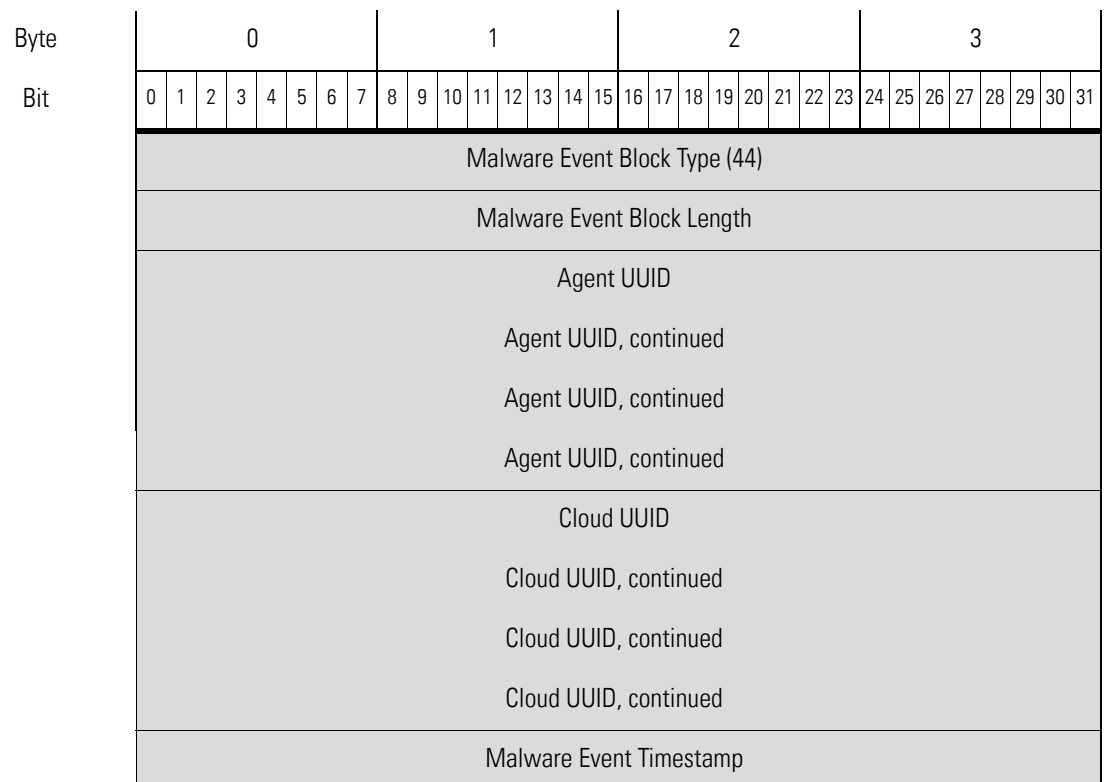 Byte 0 1 2 3
Bit 0 1 2 3 4 5 6 7 8 9 10 11 12 13 14 15 16 17 18 19 20 21 22 23 24 25 26 27 28 29 30 31
Malware Event Block Type (44)
Malware Event Block Length
Agent UUID
Agent UUID, continued
Agent UUID, continued
Agent UUID, continued
Cloud UUID
Cloud UUID, continued
Cloud UUID, continued
Cloud UUID, continued
Malware Event Timestamp